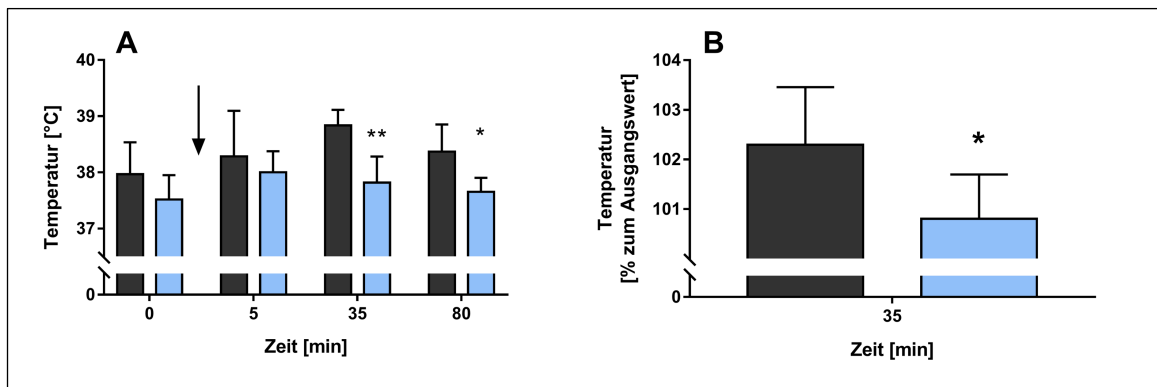 A
Temperatur [°C]
40
39
38
37
0
**
*
0
5
35
80
Zeit [min]
B
Temperatur
[% zum Ausgangswert]
104
103
102
101
0
*
35
Zeit [min]